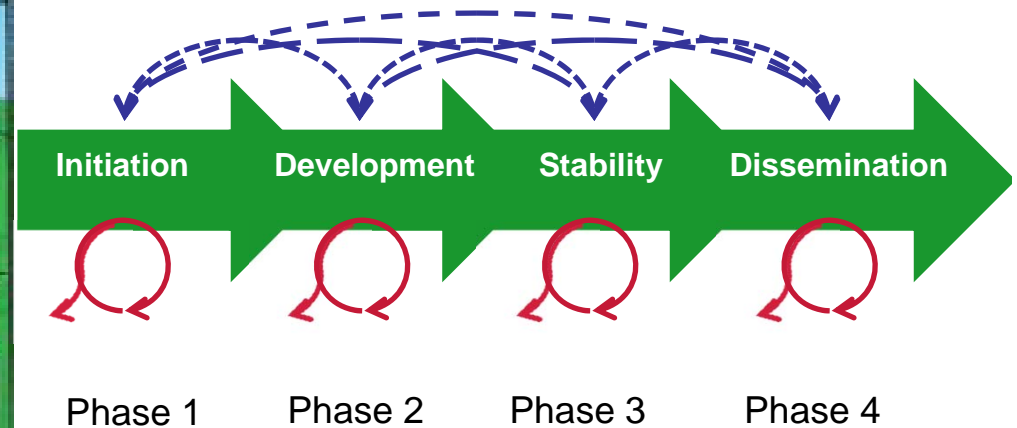 Initiation Development Stability Dissemination
Phase 1 Phase 2 Phase 3 Phase 4